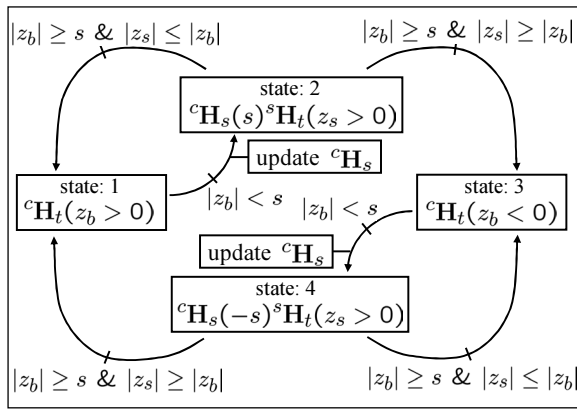 |z_b| ≥ s & |z_s| ≤ |z_b|
|z_b| ≥ s & |z_s| ≥ |z_b|
state: 2
^cH_s(s)^sH_t(z_s > 0)
update ^cH_s
state: 1
^cH_t(z_b > 0)
|z_b| < s
|z_b| < s
state: 3
^cH_t(z_b < 0)
update ^cH_s
state: 4
^cH_s(−s)^sH_t(z_s > 0)
|z_b| ≥ s & |z_s| ≥ |z_b|
|z_b| ≥ s & |z_s| ≤ |z_b|